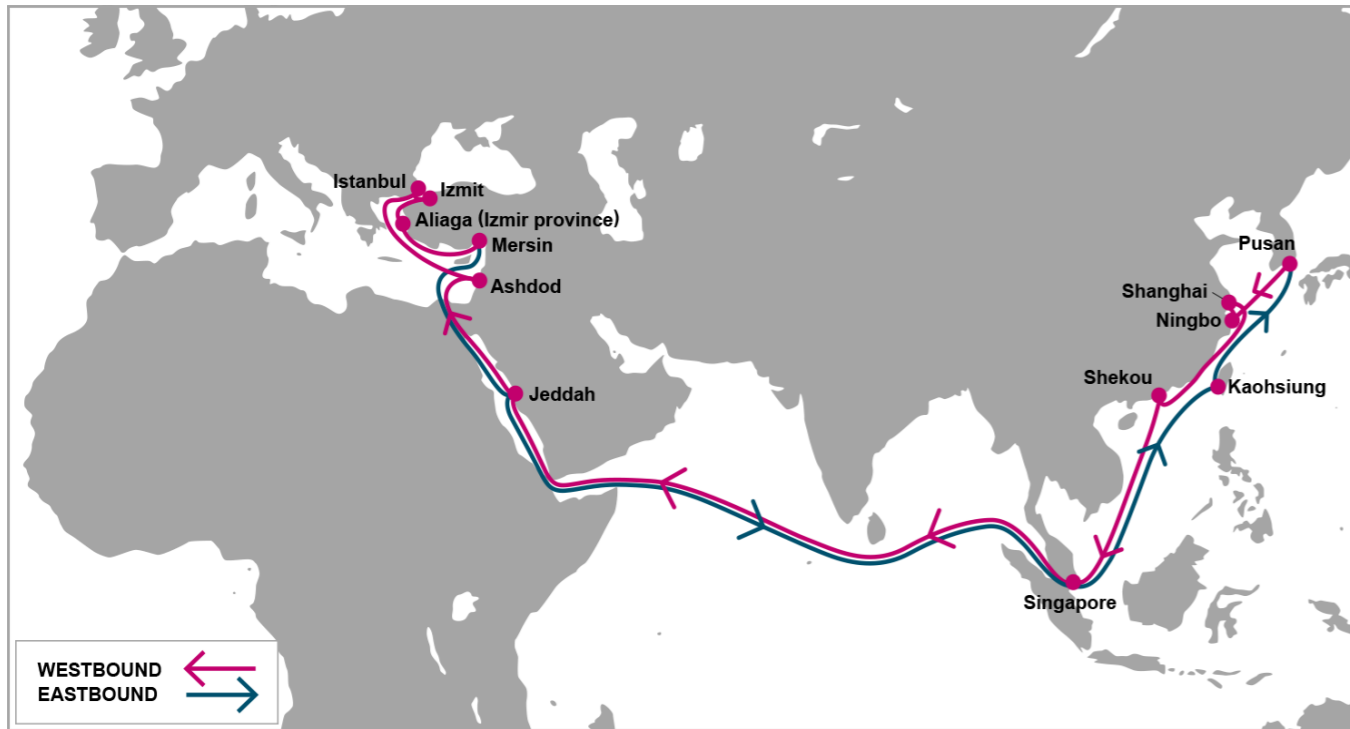 Istanbul
Izmit
Aliaga (Izmir province)
Mersin
Ashdod
Jeddah
Pusan
Shanghai
Ningbo
Shekou
Kaohsiung
Singapore
WESTBOUND
EASTBOUND